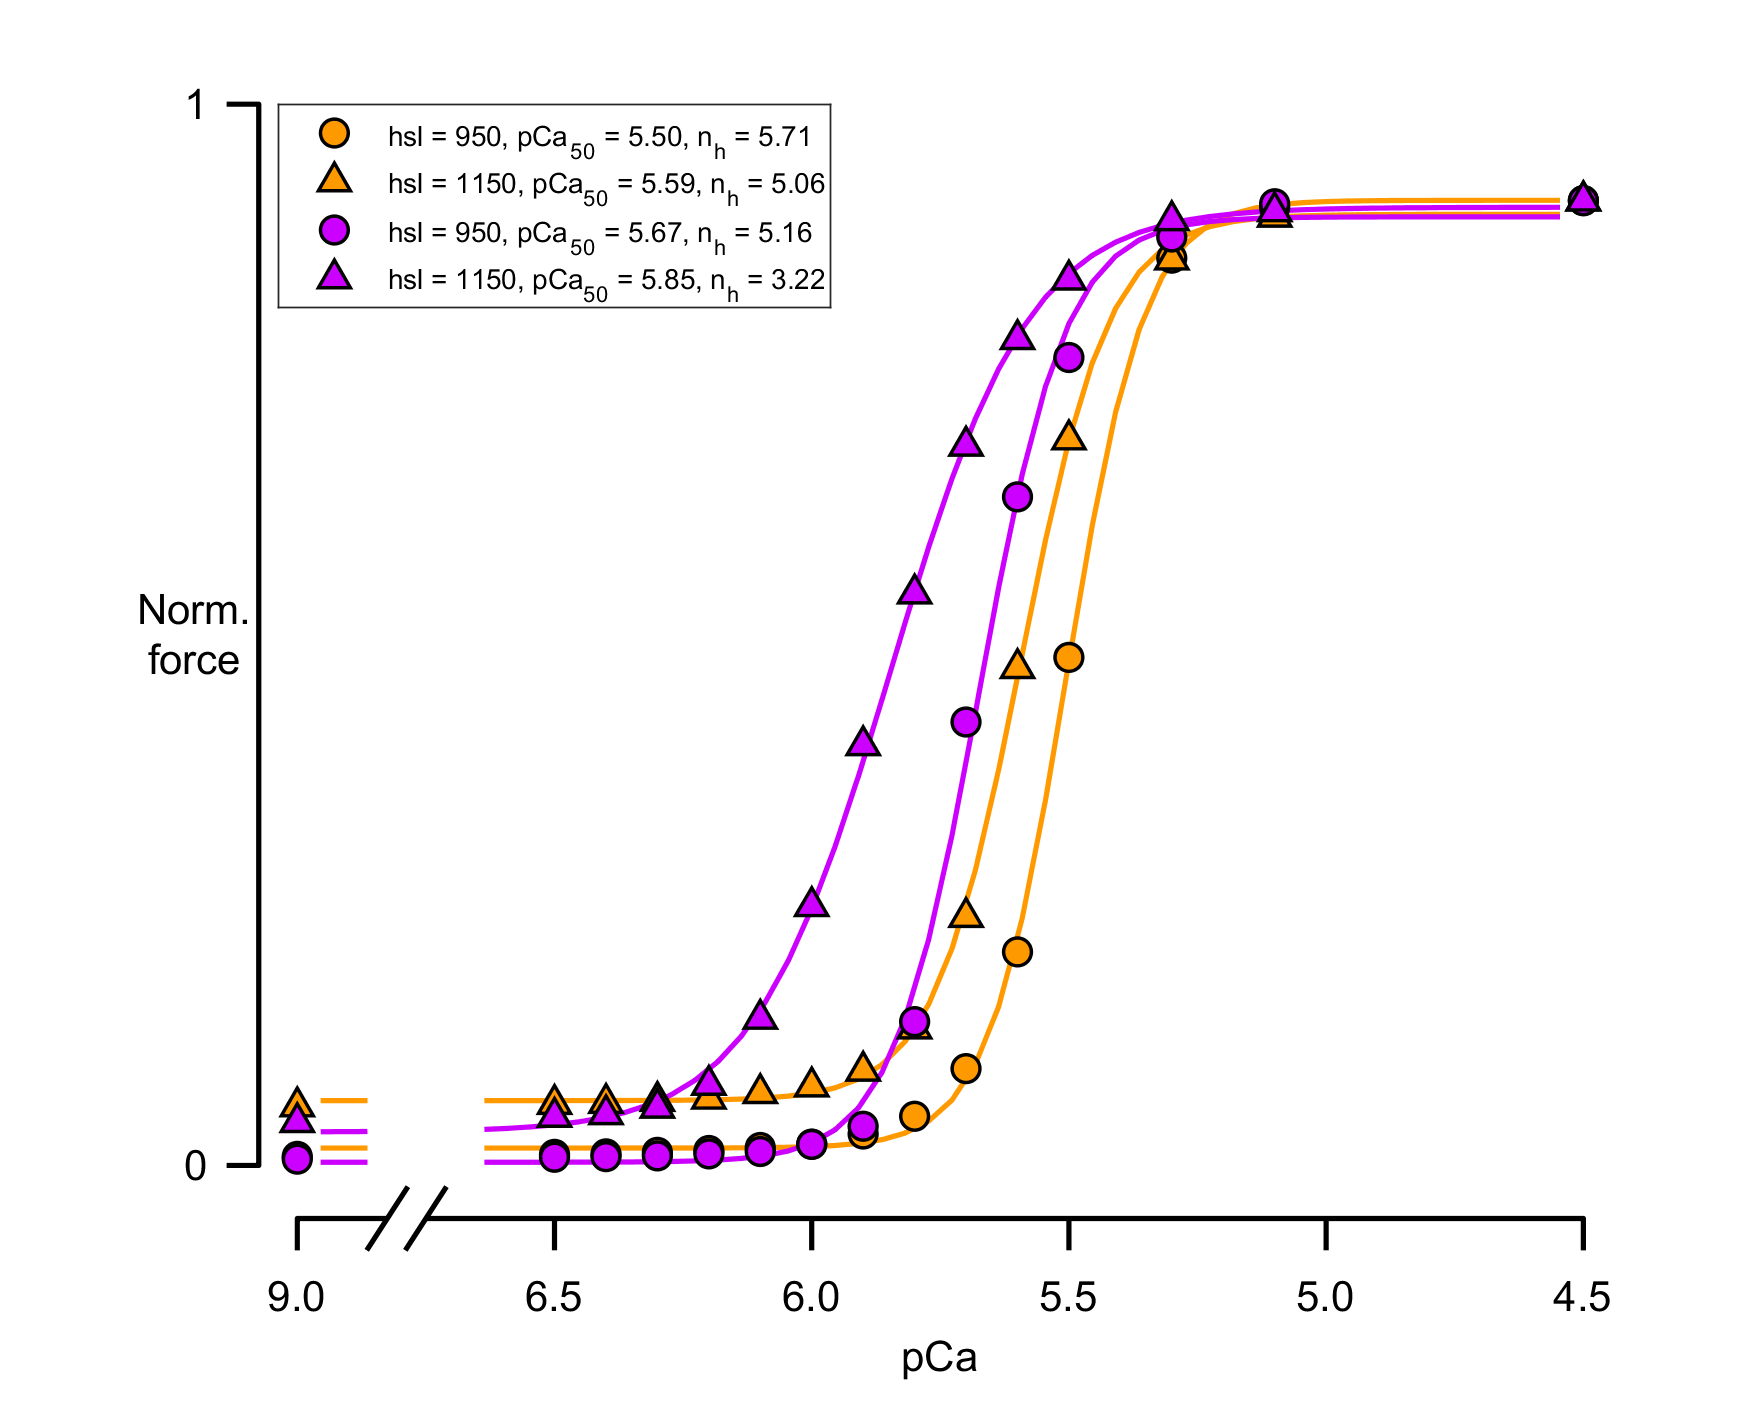 1
hsl = 950, pCa50 = 5.50, nh = 5.71
hsl = 1150, pCa50 = 5.59, nh = 5.06
hsl = 950, pCa50 = 5.67, nh = 5.16
hsl = 1150, pCa50 = 5.85, nh = 3.22
Norm.
force
0
9.0 6.5 6.0 5.5 5.0 4.5
pCa